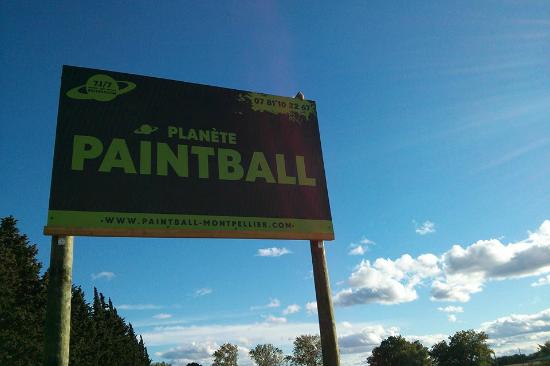 7J/7
07 81 10 22 67
PLANÈTE
PAINTBALL
·WWW.PAINTBALL-MONTPELLIER.COM·